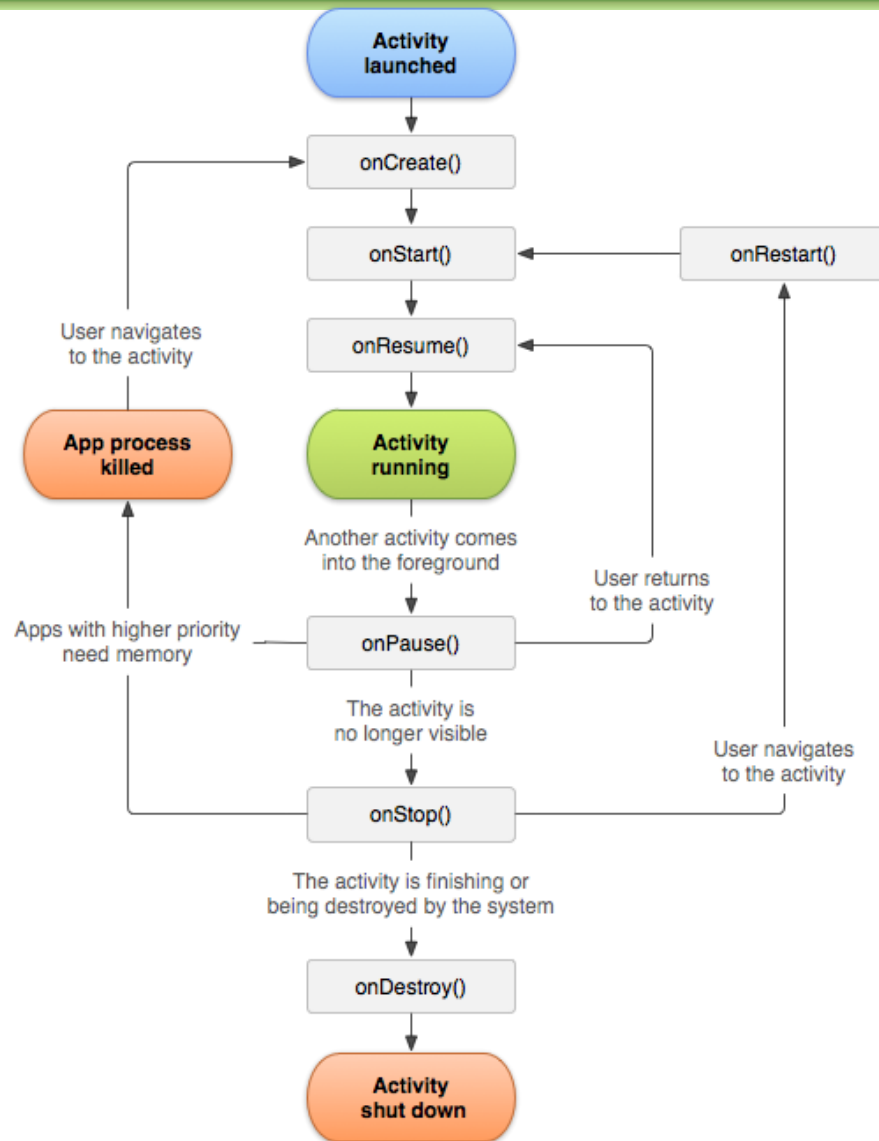 Activity
launched
onCreate()
onStart()
onRestart()
onResume()
User navigates
to the activity
App process
killed
Activity
running
Another activity comes
into the foreground
User returns
to the activity
Apps with higher priority
need memory
onPause()
The activity is
no longer visible
User navigates
to the activity
onStop()
The activity is finishing or
being destroyed by the system
onDestroy()
Activity
shut down